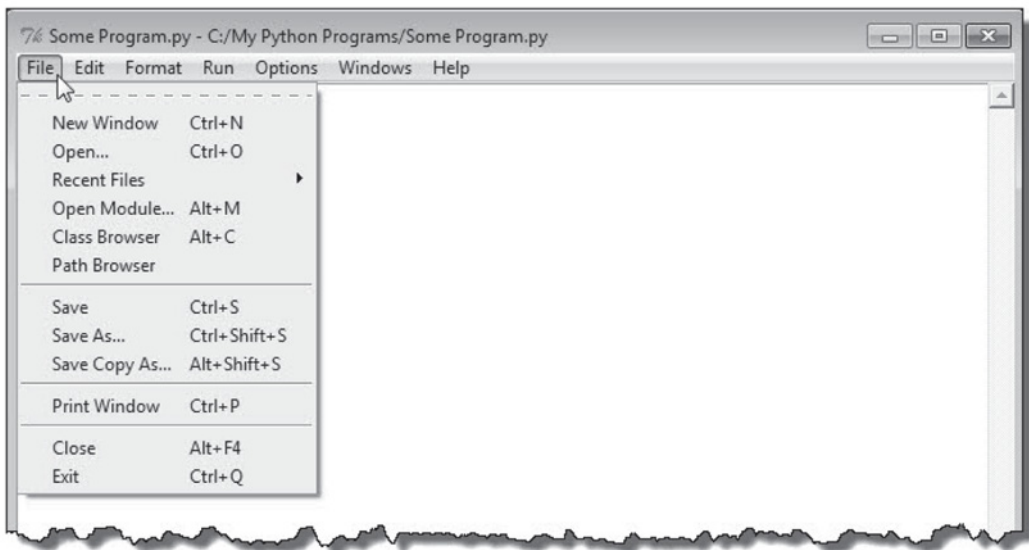 Some Program.py - C:/My Python Programs/Some Program.py
File Edit Format Run Options Windows Help
New Window Ctrl+N
Open... Ctrl+O
Recent Files
Open Module... Alt+M
Class Browser Alt+C
Path Browser
Save Ctrl+S
Save As... Ctrl+Shift+S
Save Copy As... Alt+Shift+S
Print Window Ctrl+P
Close Alt+F4
Exit Ctrl+Q